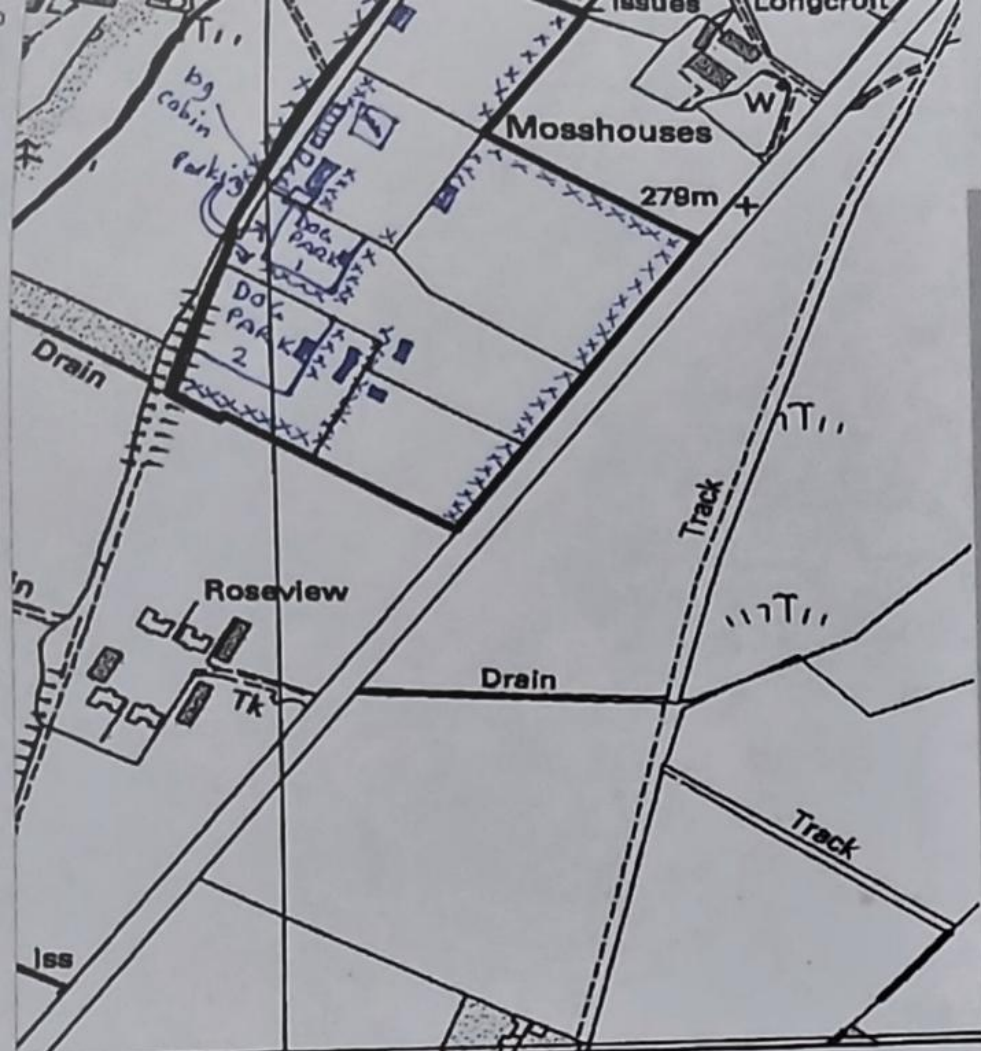 Issues
Longcroft
bg
cabin
Parking
W
Mosshouses
279m
DOG
PARK
1
DOG
PARK
2
Drain
Track
Roseview
Tk
Drain
Track
Iss